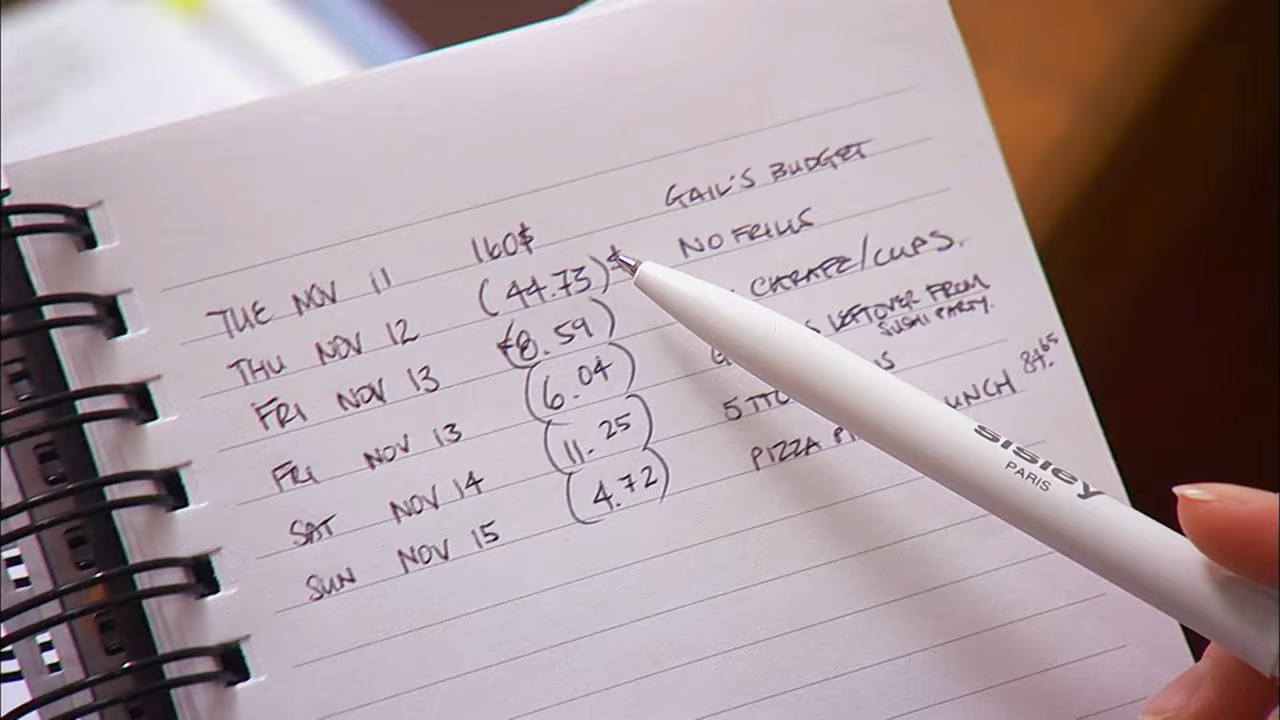 TUE NOV 11 160$ GAIL'S BUDGET
THU NOV 12 (44.73)$ NO FRILLS
FRI NOV 13 (8.59) CARAFE/CUPS.
FRI NOV 13 (6.04) LEFTOVER FROM
SUSHI PARTY.
SAT NOV 14 (11.25) 5 TTC
SUN NOV 15 (4.72) PIZZA LUNCH 84.65
sisley
PARIS